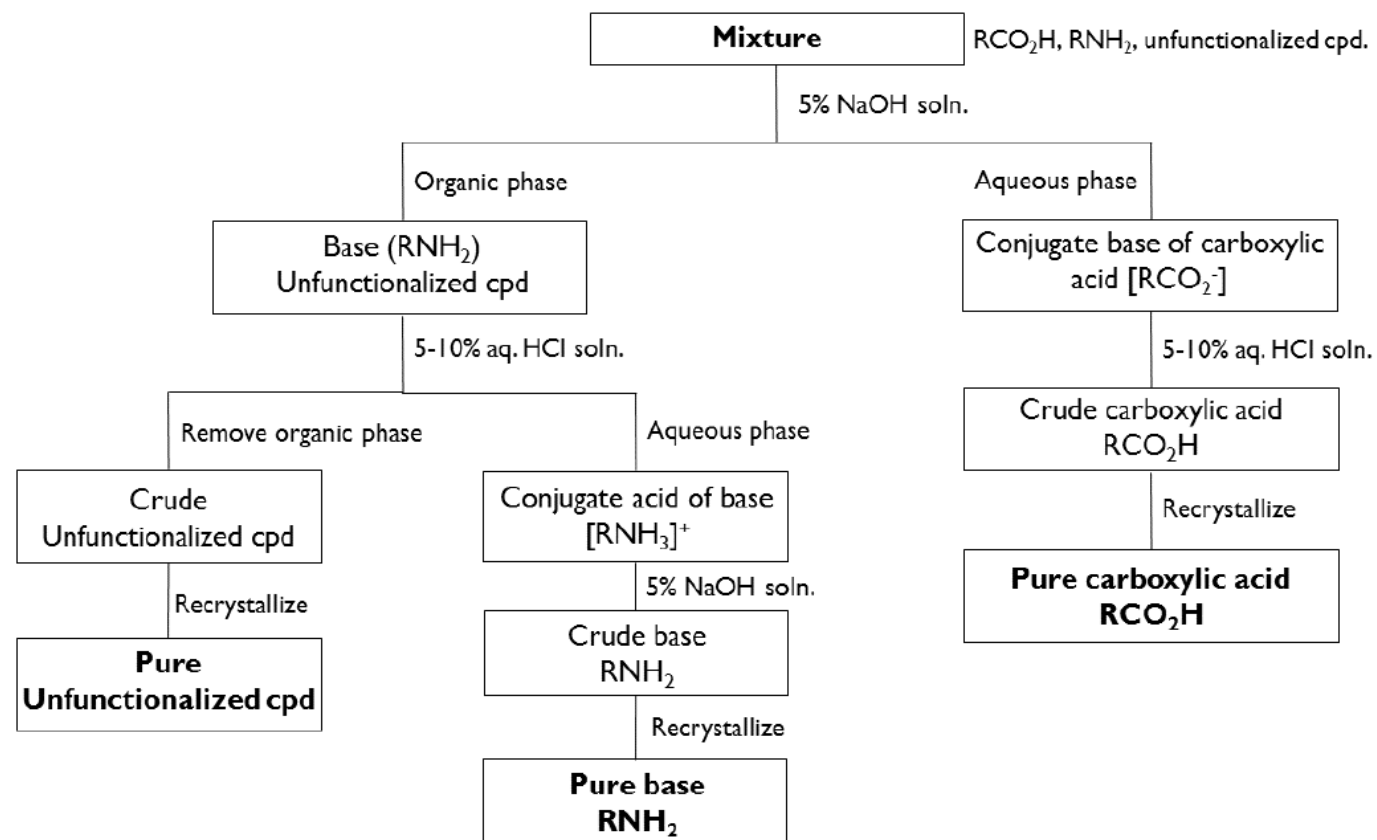 Mixture
RCO₂H, RNH₂, unfunctionalized cpd.
5% NaOH soln.
Organic phase
Aqueous phase
Base (RNH₂)
Unfunctionalized cpd
Conjugate base of carboxylic
acid [RCO₂⁻]
5-10% aq. HCl soln.
5-10% aq. HCl soln.
Remove organic phase
Aqueous phase
Crude carboxylic acid
RCO₂H
Crude
Unfunctionalized cpd
Conjugate acid of base
[RNH₃]⁺
Recrystallize
Recrystallize
5% NaOH soln.
Pure carboxylic acid
RCO₂H
Pure
Unfunctionalized cpd
Crude base
RNH₂
Recrystallize
Pure base
RNH₂